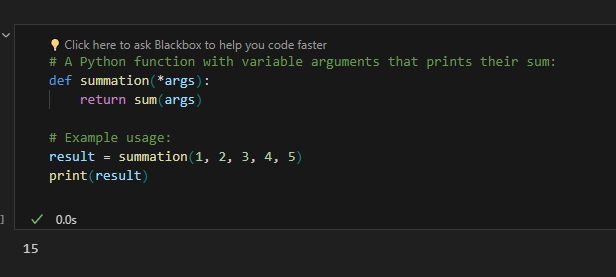 Click here to ask Blackbox to help you code faster
# A Python function with variable arguments that prints their sum:
def summation(*args):
    return sum(args)
# Example usage:
result = summation(1, 2, 3, 4, 5)
print(result)
] 0.0s
15